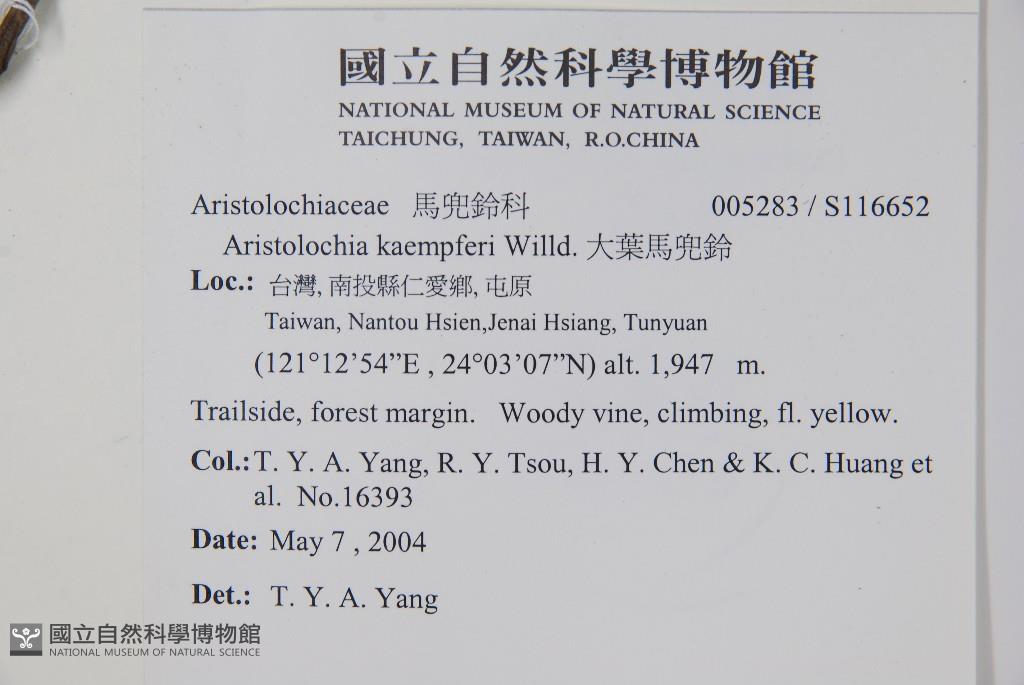 國立自然科學博物館
NATIONAL MUSEUM OF NATURAL SCIENCE
TAICHUNG, TAIWAN, R.O.CHINA
Aristolochiaceae 馬兜鈴科 005283 / S116652
Aristolochia kaempferi Willd. 大葉馬兜鈴
Loc.: 台灣, 南投縣仁愛鄉, 屯原
Taiwan, Nantou Hsien,Jenai Hsiang, Tunyuan
(121°12’54”E , 24°03’07”N) alt. 1,947 m.
Trailside, forest margin. Woody vine, climbing, fl. yellow.
Col.:T. Y. A. Yang, R. Y. Tsou, H. Y. Chen & K. C. Huang et
al. No.16393
Date: May 7 , 2004
Det.: T. Y. A. Yang
國立自然科學博物館
NATIONAL MUSEUM OF NATURAL SCIENCE